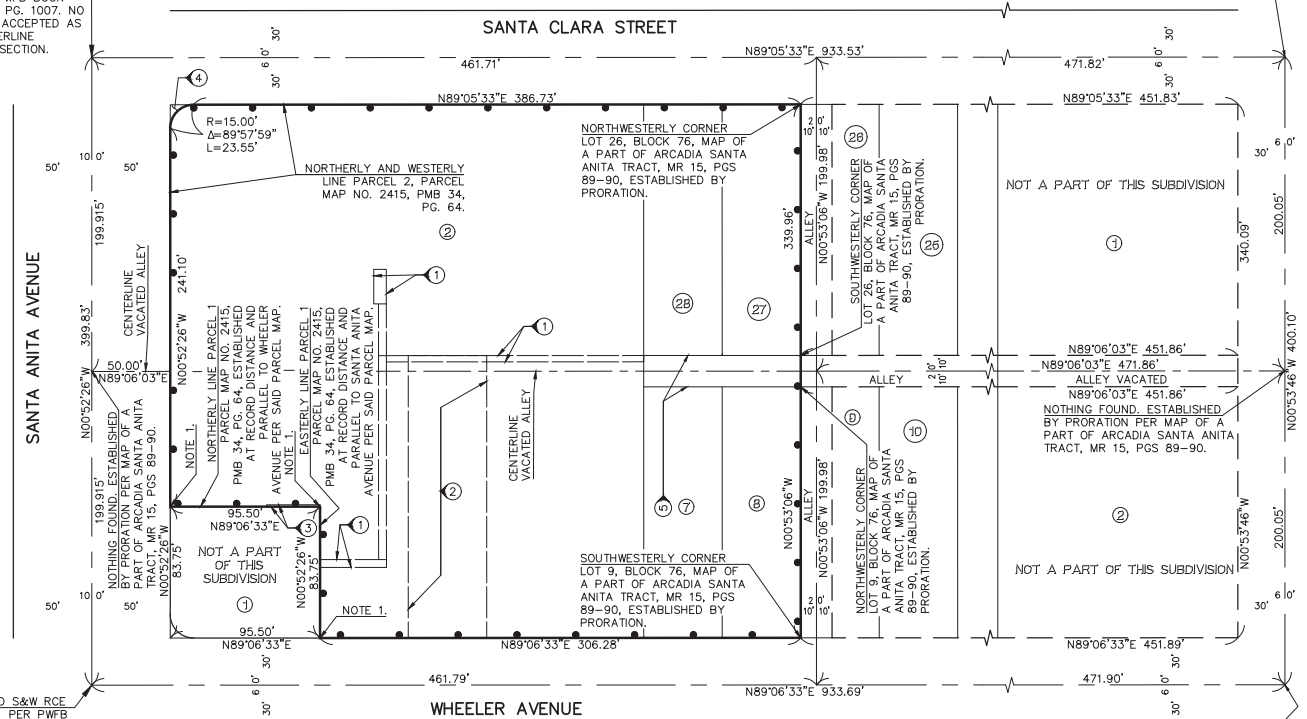 PG. 1007. NO
ACCEPTED AS
SECTION.
SANTA CLARA STREET
30'
6 0'
30'
N89°05'33"E 933.53'
461.71'
471.82'
30'
6 0'
30'
4
N89°05'33"E 386.73'
N89°05'33"E 451.83'
R=15.00'
Δ=89°57'59"
L=23.55'
NORTHWESTERLY CORNER
LOT 26, BLOCK 76, MAP OF
A PART OF ARCADIA SANTA
ANITA TRACT, MR 15, PGS
89-90, ESTABLISHED BY
PRORATION.
2 0'
10' 10'
26
50'
10 0'
50'
NORTHERLY AND WESTERLY
LINE PARCEL 2, PARCEL
MAP NO. 2415, PMB 34,
PG. 64.
30'
6 0'
NOT A PART OF THIS SUBDIVISION
2
1
25
SANTA ANITA AVENUE
N00°52'26"W 399.83'
199.915'
CENTERLINE
VACATED ALLEY
N00°52'26"W 241.10'
339.96'
ALLEY
N00°53'06"W 199.98'
SOUTHWESTERLY CORNER
LOT 26, BLOCK 76, MAP OF
A PART OF ARCADIA SANTA
ANITA TRACT, MR 15, PGS
89-90, ESTABLISHED BY
PRORATION.
340.09'
200.05'
N00°53'46"W 400.10'
1
28
27
1
50.00'
N89°06'03"E
N89°06'03"E 451.86'
N89°06'03"E 471.86'
ALLEY
2 0'
10' 10'
ALLEY VACATED
N89°06'03"E 451.86'
NOTHING FOUND. ESTABLISHED
BY PRORATION PER MAP OF A
PART OF ARCADIA SANTA ANITA
TRACT, MR 15, PGS 89-90.
NOTHING FOUND. ESTABLISHED
BY PRORATION PER MAP OF A
PART OF ARCADIA SANTA ANITA
TRACT, MR 15, PGS 89-90.
199.915'
NOTE 1.
NORTHERLY LINE PARCEL 1
PARCEL MAP NO. 2415,
PMB 34, PG. 64, ESTABLISHED
AT RECORD DISTANCE AND
PARALLEL TO WHEELER
AVENUE PER SAID PARCEL MAP.
NOTE 1.
EASTERLY LINE PARCEL 1
PARCEL MAP NO. 2415,
PMB 34, PG. 64, ESTABLISHED
AT RECORD DISTANCE AND
PARALLEL TO SANTA ANITA
AVENUE PER SAID PARCEL MAP.
CENTERLINE
VACATED ALLEY
2
5
7
8
9
10
2
95.50'
N89°06'33"E
3
1
N00°53'06"W
ALLEY
N00°53'06"W 199.98'
NORTHWESTERLY CORNER
LOT 9, BLOCK 76, MAP OF
A PART OF ARCADIA SANTA
ANITA TRACT, MR 15, PGS
89-90, ESTABLISHED BY
PRORATION.
N00°53'46"W
200.05'
NOT A PART
OF THIS
SUBDIVISION
1
N00°52'26"W
83.75'
N00°52'26"W
83.75'
SOUTHWESTERLY CORNER
LOT 9, BLOCK 76, MAP OF
A PART OF ARCADIA SANTA
ANITA TRACT, MR 15, PGS
89-90, ESTABLISHED BY
PRORATION.
NOT A PART OF THIS SUBDIVISION
50'
10 0'
50'
NOTE 1.
2 0'
10' 10'
30'
6 0'
95.50'
N89°06'33"E
N89°06'33"E 306.28'
N89°06'33"E 451.89'
30'
6 0'
30'
461.79'
N89°06'33"E 933.69'
471.90'
30'
6 0'
30'
S&W RCE
PER PWFB
WHEELER AVENUE